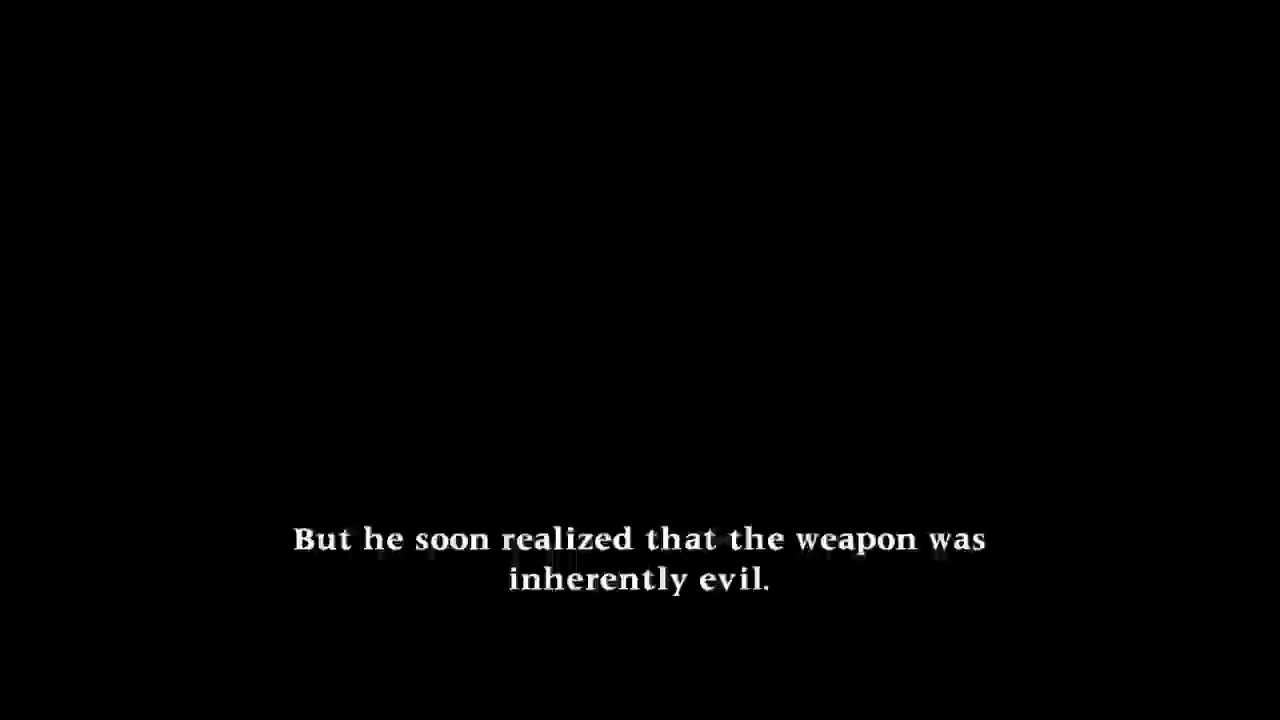 But he soon realized that the weapon was
inherently evil.